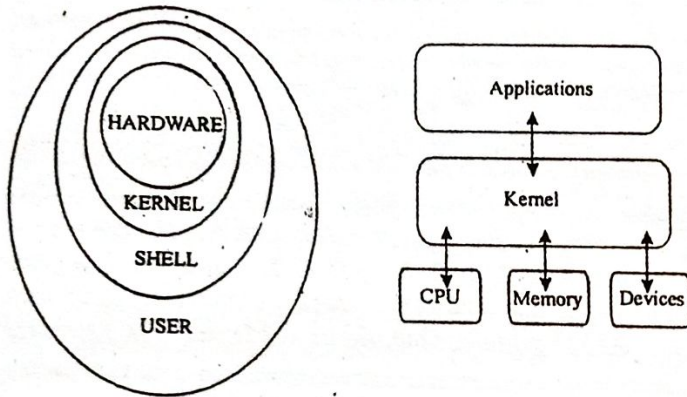 HARDWARE
KERNEL
SHELL
USER
Applications
Kernel
CPU
Memory
Devices